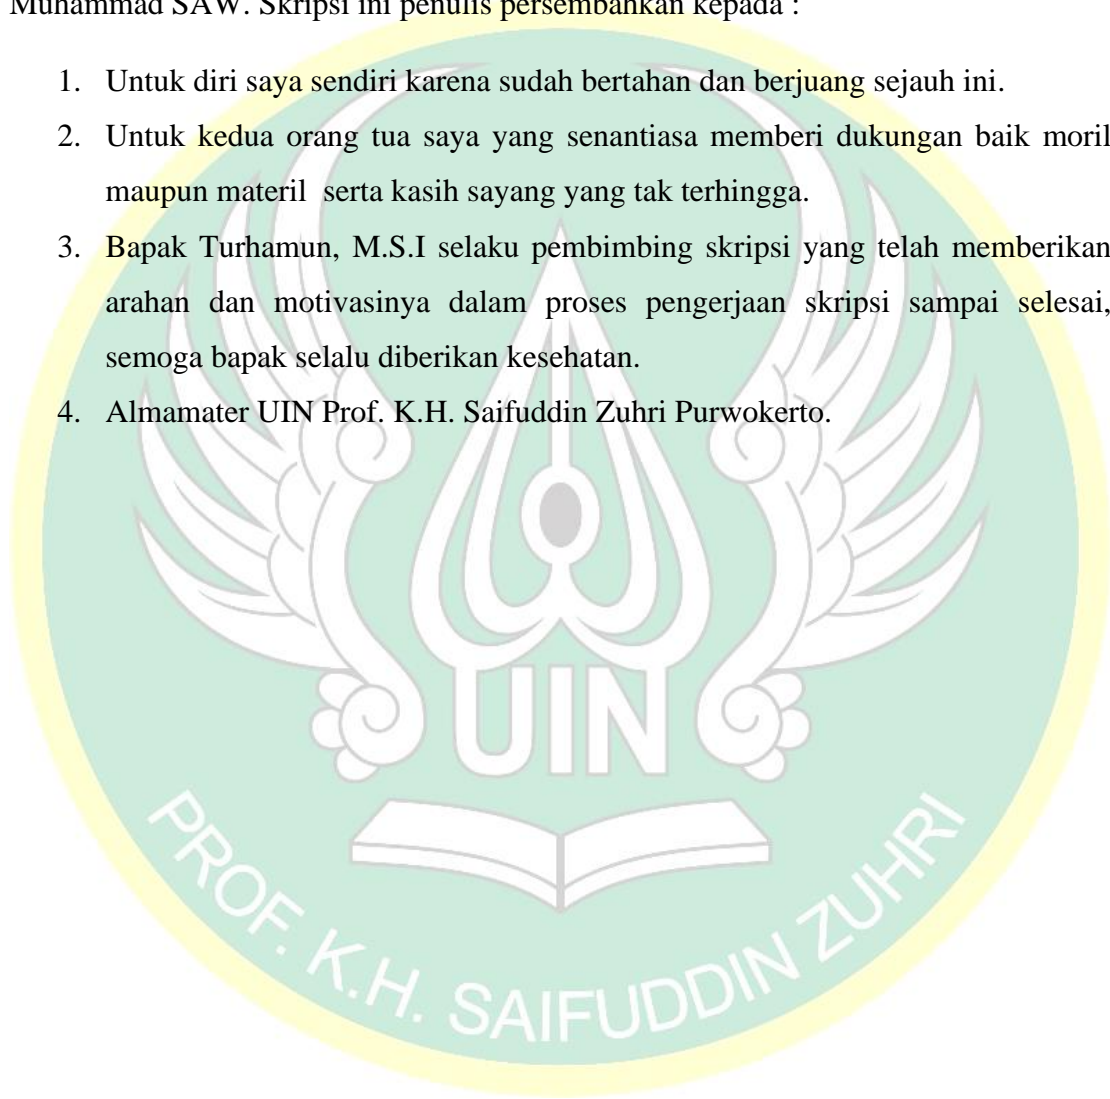 Muhammad SAW. Skripsi ini penulis persembahkan kepada :
1. Untuk diri saya sendiri karena sudah bertahan dan berjuang sejauh ini.
2. Untuk kedua orang tua saya yang senantiasa memberi dukungan baik moril
maupun materil serta kasih sayang yang tak terhingga.
3. Bapak Turhamun, M.S.I selaku pembimbing skripsi yang telah memberikan
arahan dan motivasinya dalam proses pengerjaan skripsi sampai selesai,
semoga bapak selalu diberikan kesehatan.
4. Almamater UIN Prof. K.H. Saifuddin Zuhri Purwokerto.
UIN
PROF. K.H. SAIFUDDIN ZUHRI